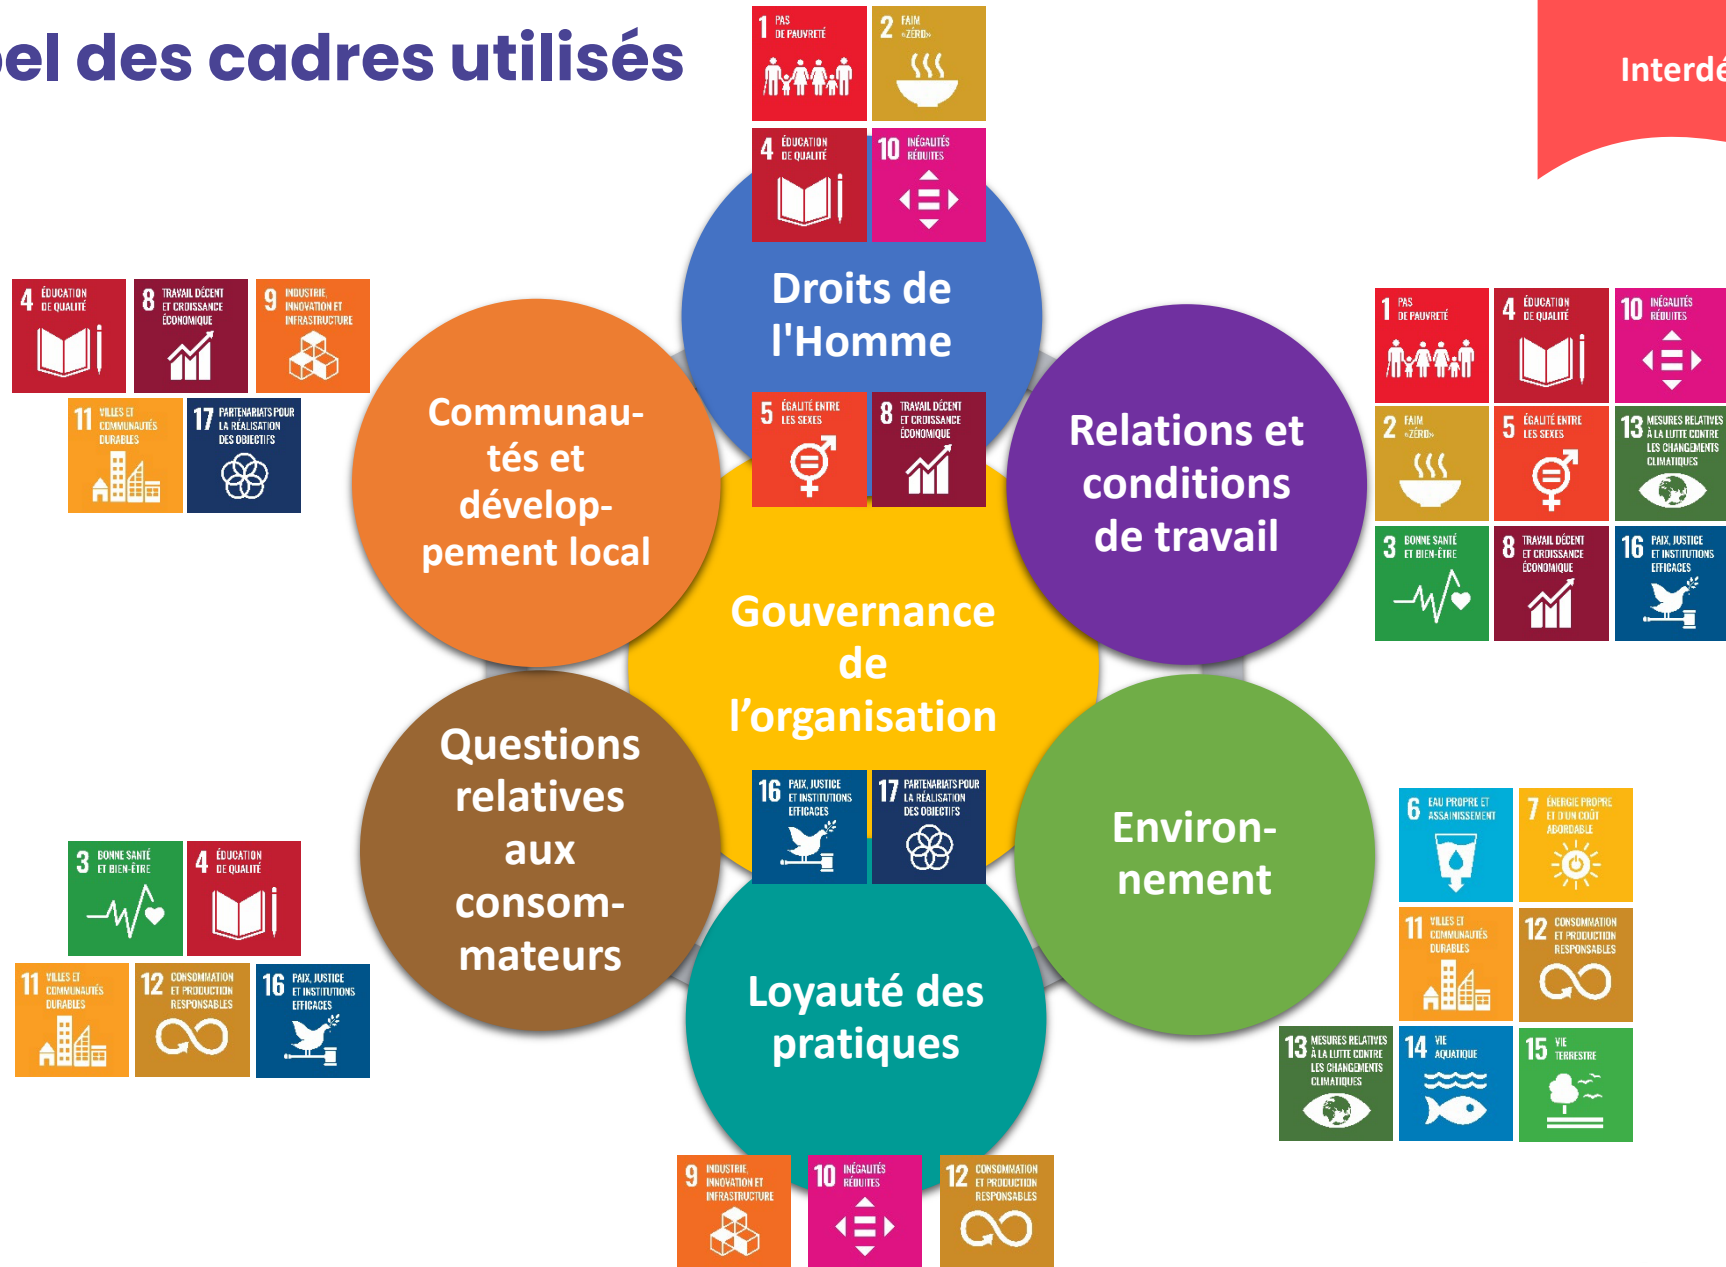 pel des cadres utilisés
Interdé
1 PAS
DE PAUVRETÉ
2 FAIM
«ZÉRO»
4 ÉDUCATION
DE QUALITÉ
10 INÉGALITÉS
RÉDUITES
Droits de
l'Homme
5 ÉGALITÉ ENTRE
LES SEXES
8 TRAVAIL DÉCENT
ET CROISSANCE
ÉCONOMIQUE
4 ÉDUCATION
DE QUALITÉ
8 TRAVAIL DÉCENT
ET CROISSANCE
ÉCONOMIQUE
9 INDUSTRIE,
INNOVATION ET
INFRASTRUCTURE
11 VILLES ET
COMMUNAUTÉS
DURABLES
17 PARTENARIATS POUR
LA RÉALISATION
DES OBJECTIFS
Communau-
tés et
dévelop-
pement local
Relations et
conditions
de travail
1 PAS
DE PAUVRETÉ
4 ÉDUCATION
DE QUALITÉ
10 INÉGALITÉS
RÉDUITES
2 FAIM
«ZÉRO»
5 ÉGALITÉ ENTRE
LES SEXES
13 MESURES RELATIVES
À LA LUTTE CONTRE
LES CHANGEMENTS
CLIMATIQUES
3 BONNE SANTÉ
ET BIEN-ÊTRE
8 TRAVAIL DÉCENT
ET CROISSANCE
ÉCONOMIQUE
16 PAIX, JUSTICE
ET INSTITUTIONS
EFFICACES
Gouvernance
de
l’organisation
16 PAIX, JUSTICE
ET INSTITUTIONS
EFFICACES
17 PARTENARIATS POUR
LA RÉALISATION
DES OBJECTIFS
Questions
relatives
aux
consom-
mateurs
3 BONNE SANTÉ
ET BIEN-ÊTRE
4 ÉDUCATION
DE QUALITÉ
11 VILLES ET
COMMUNAUTÉS
DURABLES
12 CONSOMMATION
ET PRODUCTION
RESPONSABLES
16 PAIX, JUSTICE
ET INSTITUTIONS
EFFICACES
Environ-
nement
6 EAU PROPRE ET
ASSAINISSEMENT
7 ÉNERGIE PROPRE
ET D'UN COÛT
ABORDABLE
11 VILLES ET
COMMUNAUTÉS
DURABLES
12 CONSOMMATION
ET PRODUCTION
RESPONSABLES
13 MESURES RELATIVES
À LA LUTTE CONTRE
LES CHANGEMENTS
CLIMATIQUES
14 VIE
AQUATIQUE
15 VIE
TERRESTRE
Loyauté des
pratiques
9 INDUSTRIE,
INNOVATION ET
INFRASTRUCTURE
10 INÉGALITÉS
RÉDUITES
12 CONSOMMATION
ET PRODUCTION
RESPONSABLES